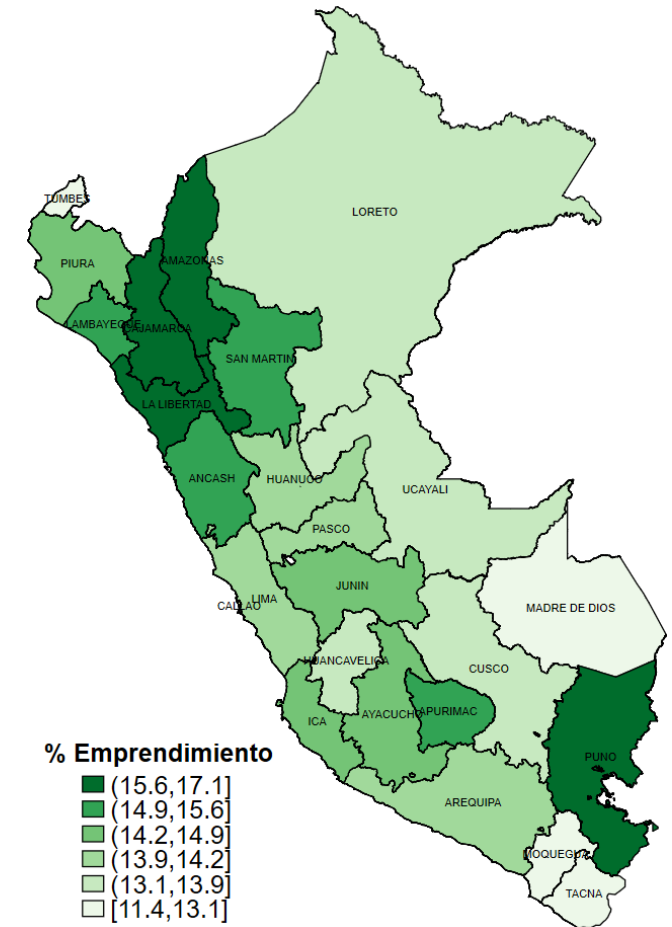 LORETO
TUMBES
PIURA
AMAZONAS
LAMBAYEQUE
CAJAMARCA
SAN MARTIN
LA LIBERTAD
ANCASH
HUANUCO
UCAYALI
PASCO
JUNIN
LIMA
CALLAO
MADRE DE DIOS
HUANCAVELICA
CUSCO
APURIMAC
AYACUCHO
ICA
PUNO
AREQUIPA
MOQUEGUA
TACNA
% Emprendimiento
(15.6,17.1]
(14.9,15.6]
(14.2,14.9]
(13.9,14.2]
(13.1,13.9]
[11.4,13.1]